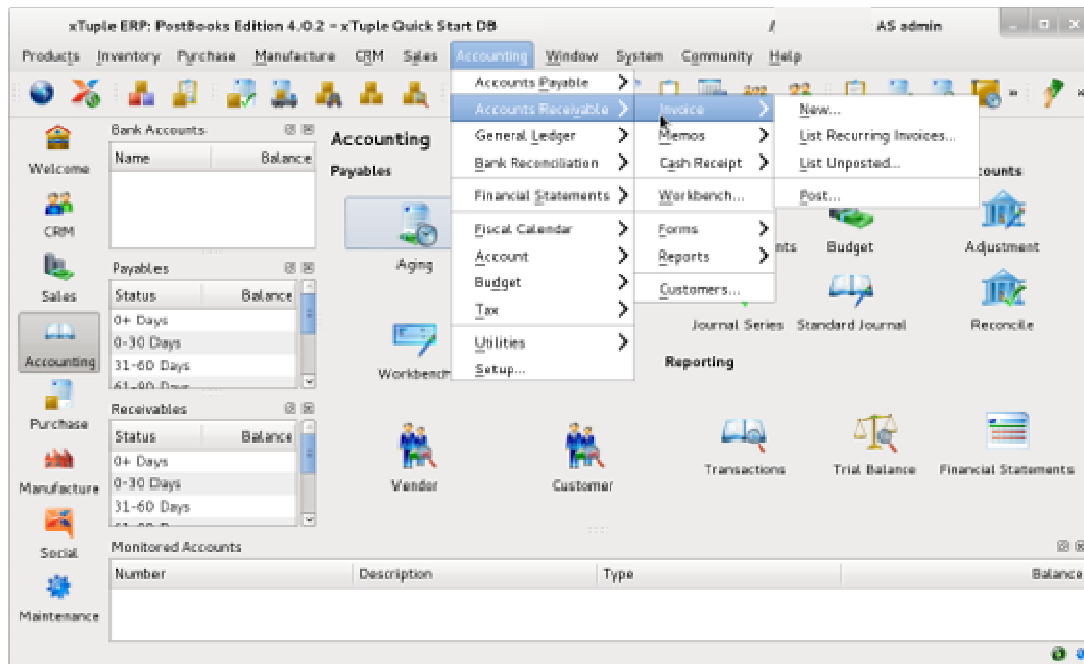 xTuple ERP: PostBooks Edition 4.0.2 - xTuple Quick Start DB AS admin
Products Inventory Purchase Manufacture CRM Sales Accounting Window System Community Help
Accounts Payable
Accounts Receivable
General Ledger
Bank Reconciliation
Financial Statements
Fiscal Calendar
Account
Budget
Tax
Utilities
Setup...
Invoice
Memos
Cash Receipt
Workbench...
Forms
Reports
Customers...
New...
List Recurring Invoices...
List Unposted...
Post...
Welcome
CRM
Sales
Accounting
Purchase
Manufacture
Social
Maintenance
Bank Accounts
Name Balance
Payables
Status Balance
0+ Days
0-30 Days
31-60 Days
61-90 Days
Receivables
Status Balance
0+ Days
0-30 Days
31-60 Days
Accounting
Payables
Aging
Workbench
Vendor
Customer
counts
nts
Budget
Adjustment
Journal Series
Standard Journal
Reconcile
Reporting
Transactions
Trial Balance
Financial Statements
Monitored Accounts
Number Description Type Balance